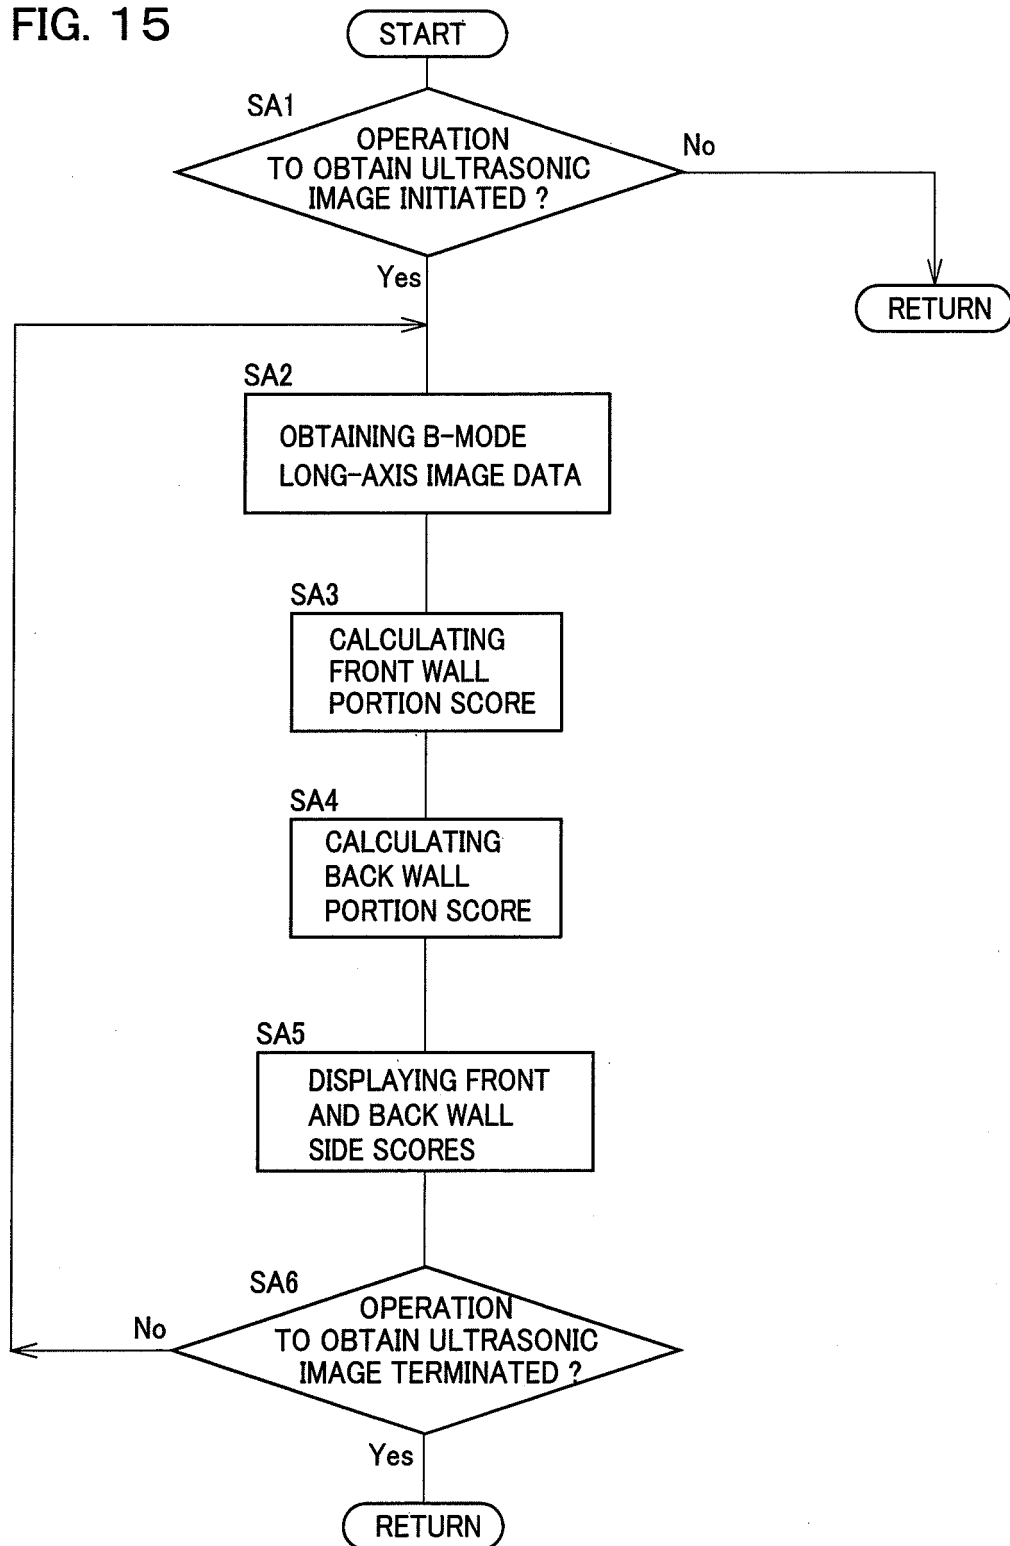 FIG. 15
START
SA1
OPERATION
TO OBTAIN ULTRASONIC
IMAGE INITIATED ?
No
Yes
RETURN
SA2
OBTAINING B-MODE
LONG-AXIS IMAGE DATA
SA3
CALCULATING
FRONT WALL
PORTION SCORE
SA4
CALCULATING
BACK WALL
PORTION SCORE
SA5
DISPLAYING FRONT
AND BACK WALL
SIDE SCORES
SA6
OPERATION
TO OBTAIN ULTRASONIC
IMAGE TERMINATED ?
No
Yes
RETURN